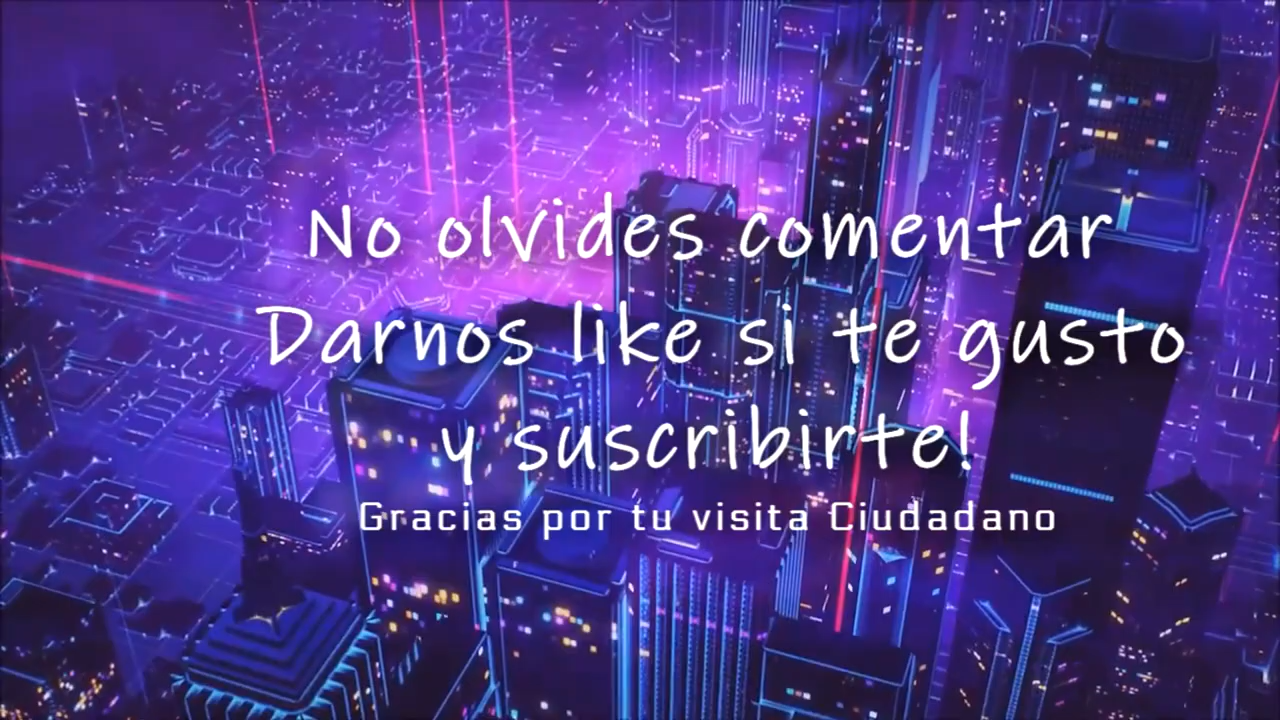 No olvides comentar
Darnos like si te gusto
y suscribirte!
Gracias por tu visita Ciudadano